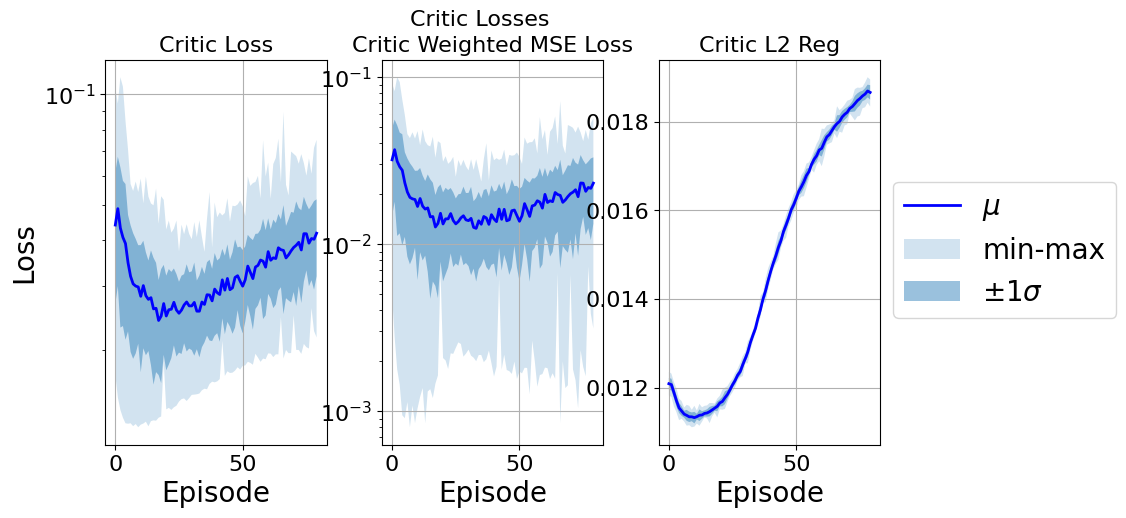 Critic Losses
Critic Loss
Critic Weighted MSE Loss
Critic L2 Reg
Loss
10⁻¹
0
50
Episode
10⁻¹
10⁻²
10⁻³
0
50
Episode
0.018
0.016
0.014
0.012
0
50
Episode
μ
min-max
±1σ